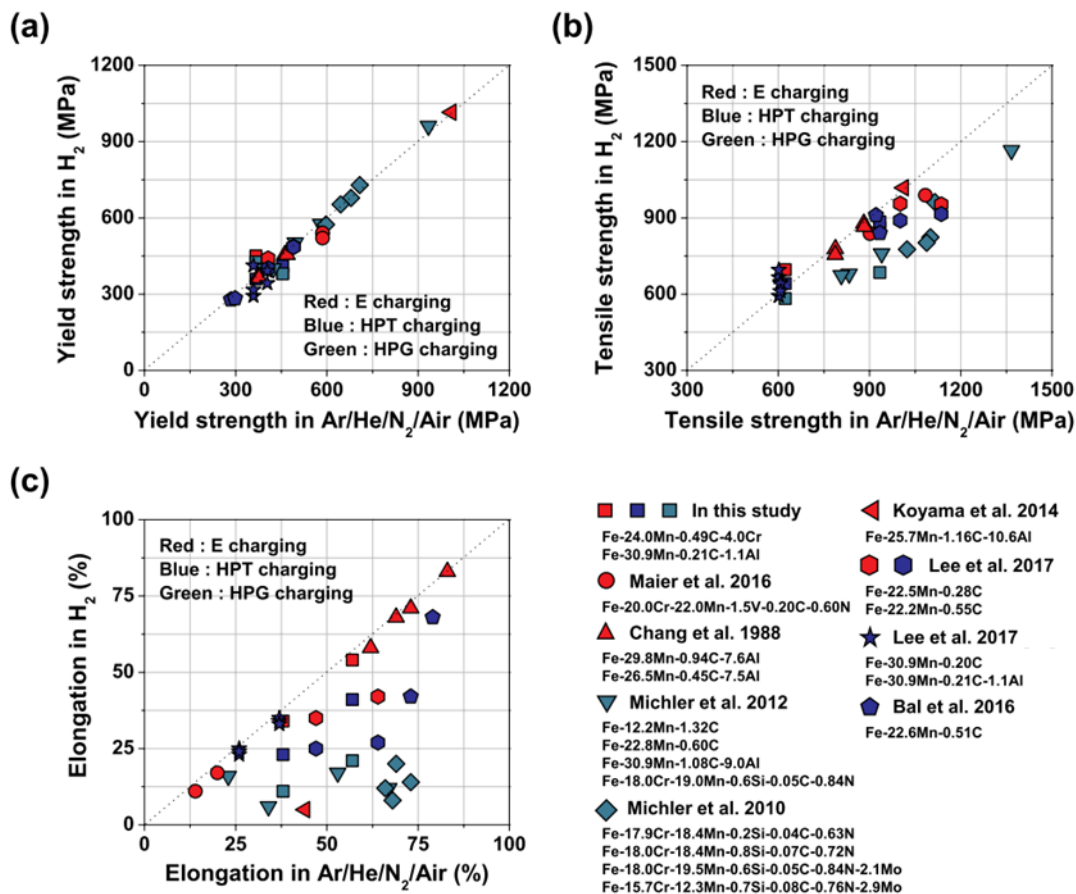 (a)
1200
900
600
300
0
Yield strength in H2 (MPa)
Red : E charging
Blue : HPT charging
Green : HPG charging
Red : E charging
Blue : HPT charging
Green : HPG charging
0 300 600 900 1200
Yield strength in Ar/He/N2/Air (MPa)
(b)
1500
1200
900
600
300
Tensile strength in H2 (MPa)
Red : E charging
Blue : HPT charging
Green : HPG charging
300 600 900 1200 1500
Tensile strength in Ar/He/N2/Air (MPa)
(c)
100
75
50
25
0
Elongation in H2 (%)
Red : E charging
Blue : HPT charging
Green : HPG charging
0 25 50 75 100
Elongation in Ar/He/N2/Air (%)
In this study
Fe-24.0Mn-0.49C-4.0Cr
Fe-30.9Mn-0.21C-1.1Al
Maier et al. 2016
Fe-20.0Cr-22.0Mn-1.5V-0.20C-0.60N
Chang et al. 1988
Fe-29.8Mn-0.94C-7.6Al
Fe-26.5Mn-0.45C-7.5Al
Michler et al. 2012
Fe-12.2Mn-1.32C
Fe-22.8Mn-0.60C
Fe-30.9Mn-1.08C-9.0Al
Fe-18.0Cr-19.0Mn-0.6Si-0.05C-0.84N
Michler et al. 2010
Fe-17.9Cr-18.4Mn-0.2Si-0.04C-0.63N
Fe-18.0Cr-18.4Mn-0.8Si-0.07C-0.72N
Fe-18.0Cr-19.5Mn-0.6Si-0.05C-0.84N-2.1Mo
Fe-15.7Cr-12.3Mn-0.7Si-0.08C-0.76N-2.9Mo
Koyama et al. 2014
Fe-25.7Mn-1.16C-10.6Al
Lee et al. 2017
Fe-22.5Mn-0.28C
Fe-22.2Mn-0.55C
Lee et al. 2017
Fe-30.9Mn-0.20C
Fe-30.9Mn-0.21C-1.1Al
Bal et al. 2016
Fe-22.6Mn-0.51C